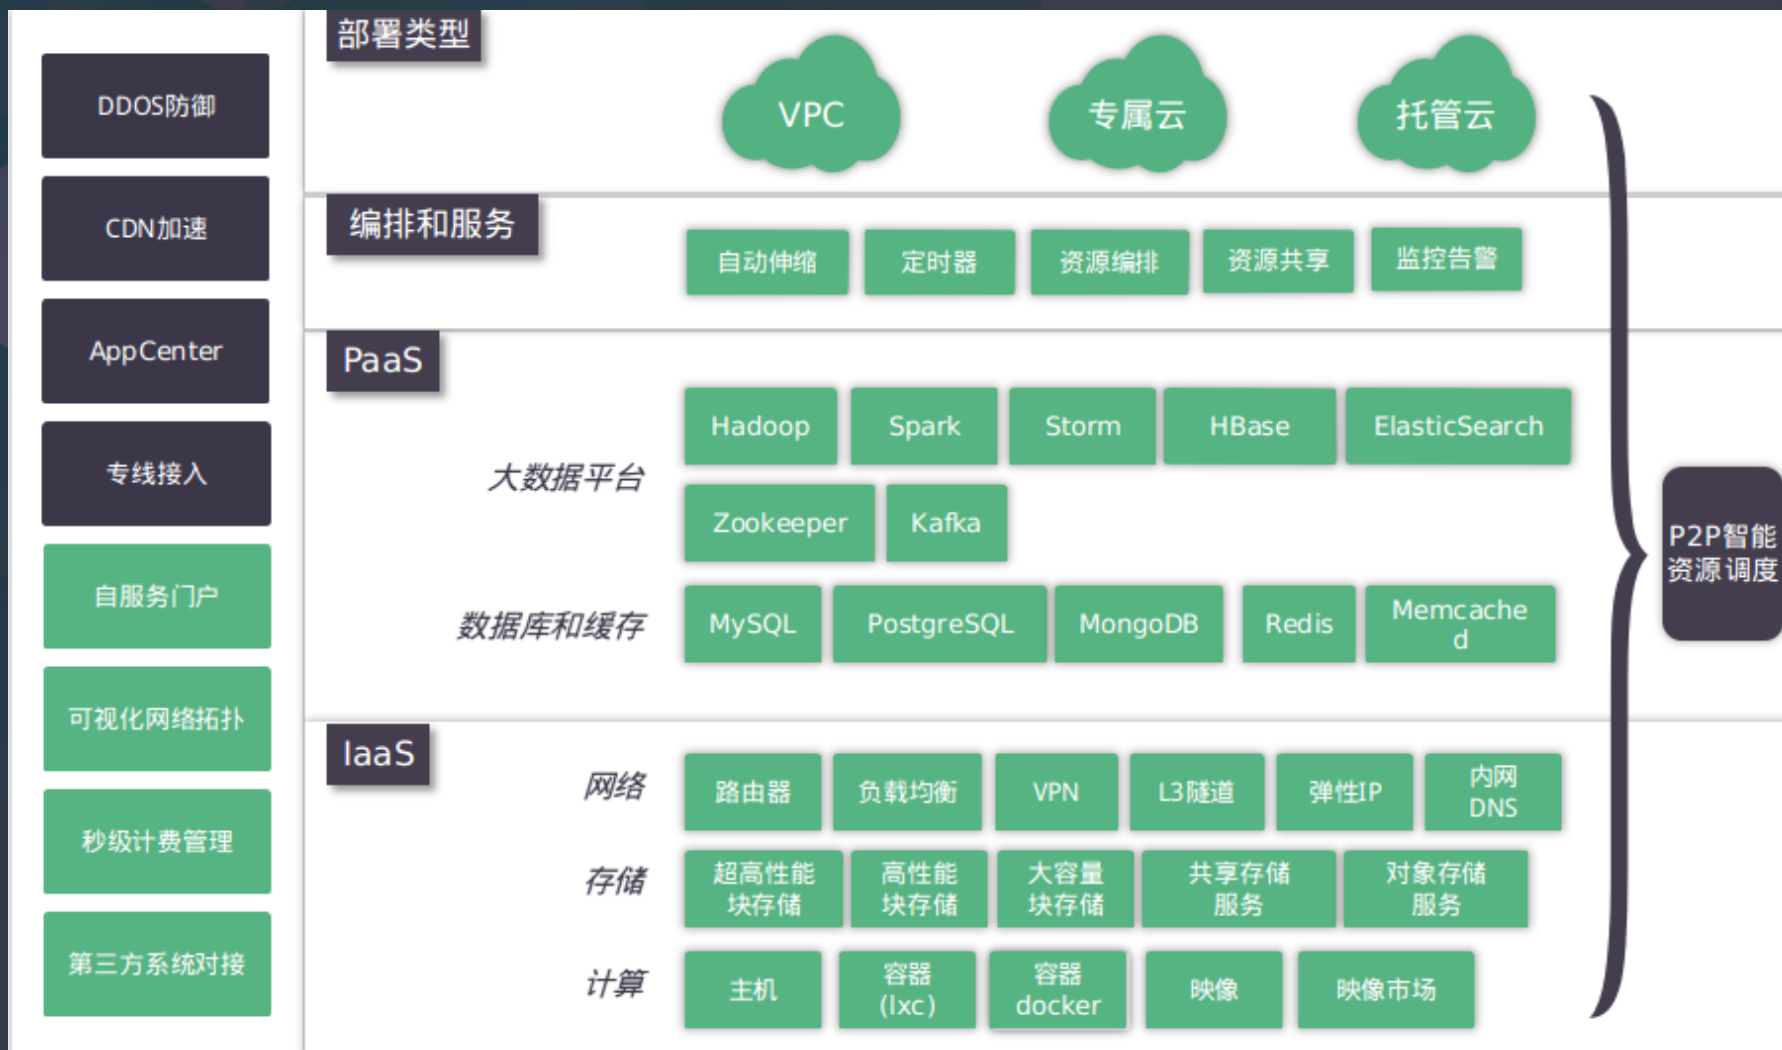 DDOS防御
CDN加速
AppCenter
专线接入
自服务门户
可视化网络拓扑
秒级计费管理
第三方系统对接
部署类型
VPC
专属云
托管云
编排和服务
自动伸缩
定时器
资源编排
资源共享
监控告警
PaaS
大数据平台
Hadoop
Spark
Storm
HBase
ElasticSearch
Zookeeper
Kafka
数据库和缓存
MySQL
PostgreSQL
MongoDB
Redis
Memcache
d
IaaS
网络
路由器
负载均衡
VPN
L3隧道
弹性IP
内网
DNS
存储
超高性能
块存储
高性能
块存储
大容量
块存储
共享存储
服务
对象存储
服务
计算
主机
容器
(lxc)
容器
docker
映像
映像市场
P2P智能
资源调度